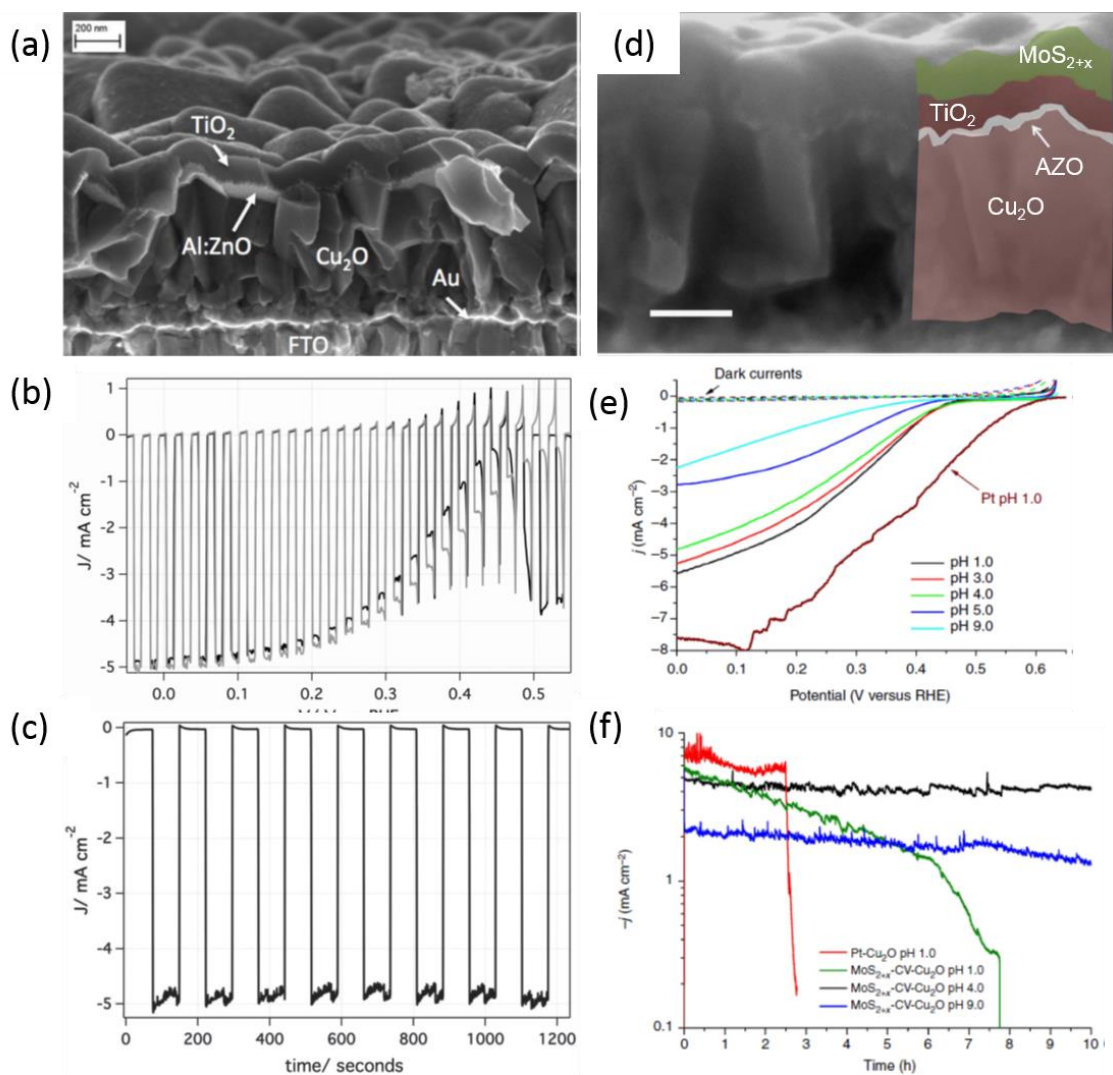 (a)
200 nm
TiO2
Al:ZnO
Cu2O
Au
FTO
(d)
MoS2+x
TiO2
AZO
Cu2O
(b)
1
0
-1
-2
-3
-4
-5
J/ mA cm-2
0.0 0.1 0.2 0.3 0.4 0.5
(e)
Dark currents
0
−1
−2
−3
−4
−5
−6
−7
−8
j (mA cm−2)
Pt pH 1.0
pH 1.0
pH 3.0
pH 4.0
pH 5.0
pH 9.0
0.0 0.1 0.2 0.3 0.4 0.5 0.6
Potential (V versus RHE)
(c)
0
-1
-2
-3
-4
-5
J/ mA cm-2
0 200 400 600 800 1000 1200
time/ seconds
(f)
10
1
0.1
−j (mA cm−2)
Pt-Cu2O pH 1.0
MoS2+x-CV-Cu2O pH 1.0
MoS2+x-CV-Cu2O pH 4.0
MoS2+x-CV-Cu2O pH 9.0
0 1 2 3 4 5 6 7 8 9 10
Time (h)